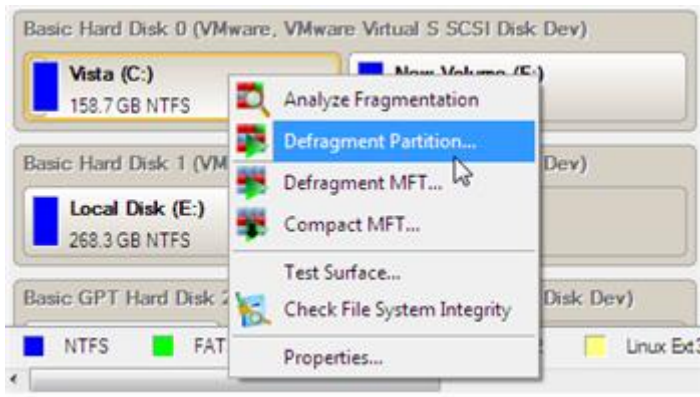 Basic Hard Disk 0 (VMware, VMware Virtual S SCSI Disk Dev)
Vista (C:)
158.7 GB NTFS
New Volume (F:)
Analyze Fragmentation
Defragment Partition...
Basic Hard Disk 1 (VM
Dev)
Defragment MFT...
Local Disk (E:)
268.3 GB NTFS
Compact MFT...
Test Surface...
Basic GPT Hard Disk 2
Disk Dev)
Check File System Integrity
NTFS
FAT
Linux Ext3
Properties...